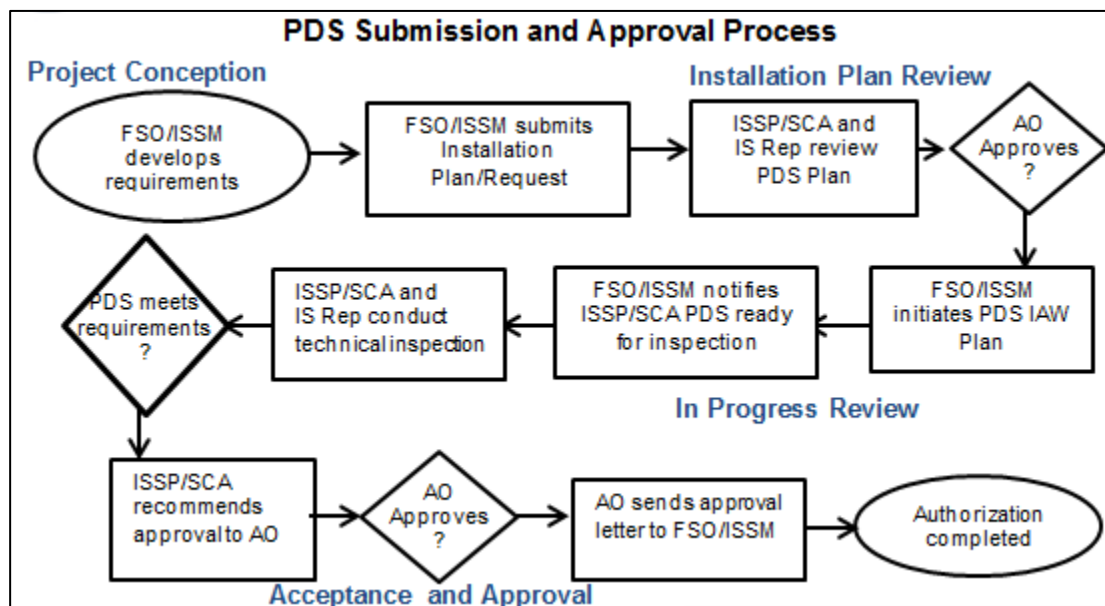 PDS Submission and Approval Process
Project Conception
Installation Plan Review
FSO/ISSM
develops
requirements
FSO/ISSM submits
Installation
Plan/Request
ISSP/SCA and
IS Rep review
PDS Plan
AO
Approves
?
FSO/ISSM
initiates PDS IAW
Plan
FSO/ISSM notifies
ISSP/SCA PDS ready
for inspection
ISSP/SCA and
IS Rep conduct
technical inspection
PDS meets
requirements
?
In Progress Review
ISSP/SCA
recommends
approval to AO
AO
Approves
?
AO sends approval
letter to FSO/ISSM
Authorization
completed
Acceptance and Approval